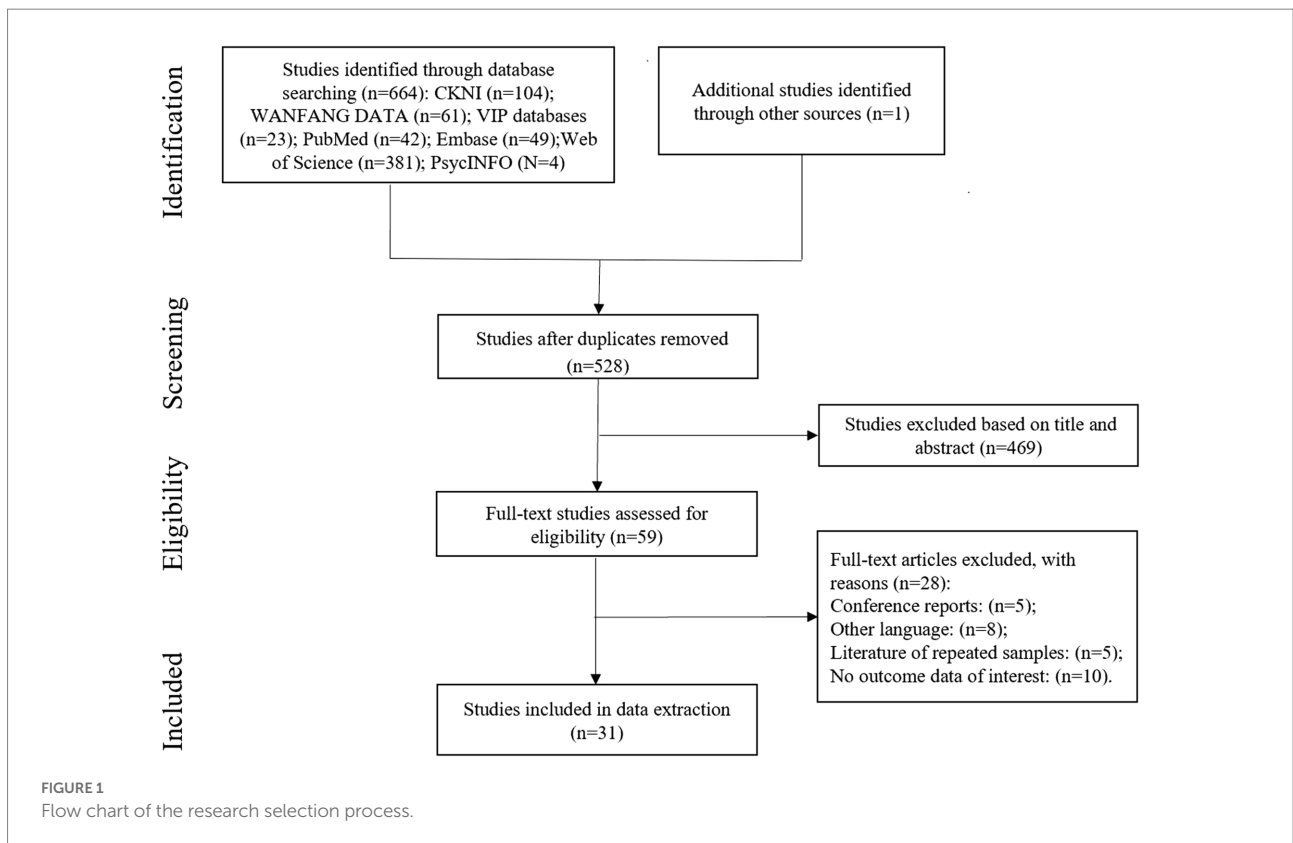 Identification
Studies identified through database
searching (n=664): CKNI (n=104);
WANFANG DATA (n=61); VIP databases
(n=23); PubMed (n=42); Embase (n=49);Web
of Science (n=381); PsycINFO (N=4)
Additional studies identified
through other sources (n=1)
Screening
Studies after duplicates removed
(n=528)
Studies excluded based on title and
abstract (n=469)
Eligibility
Full-text studies assessed for
eligibility (n=59)
Full-text articles excluded, with
reasons (n=28):
Conference reports: (n=5);
Other language: (n=8);
Literature of repeated samples: (n=5);
No outcome data of interest: (n=10).
Included
Studies included in data extraction
(n=31)
FIGURE 1
Flow chart of the research selection process.